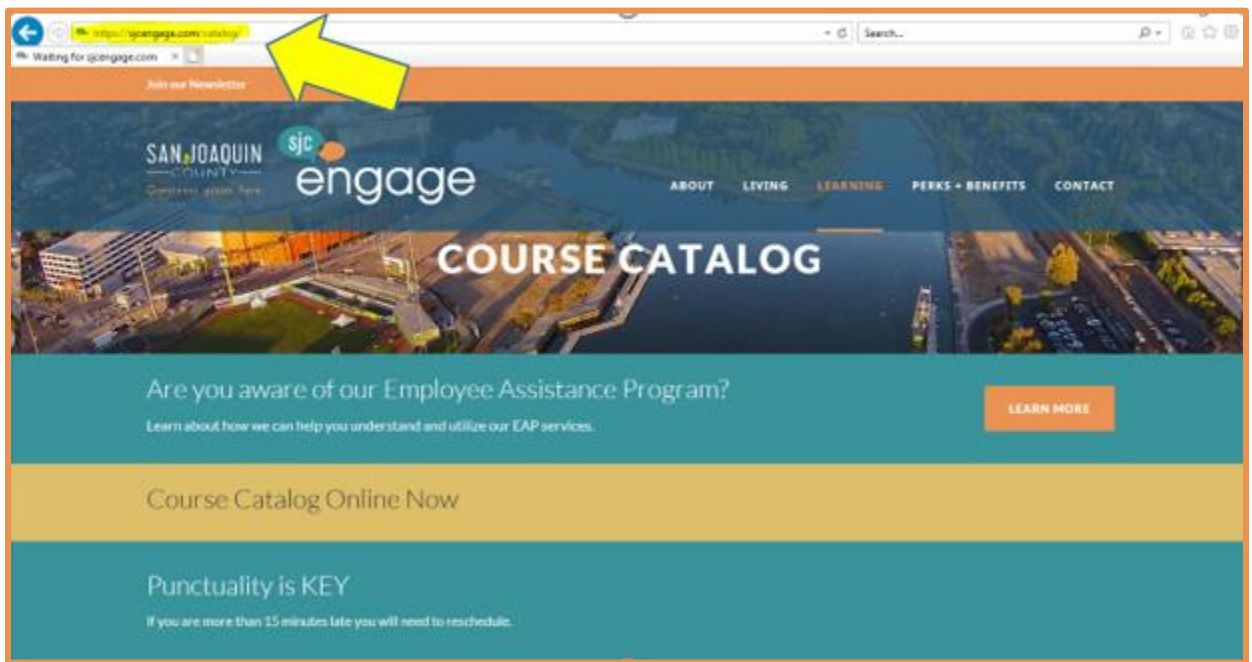 https://sjcengage.com/catalog/
Search...
Waiting for sjcengage.com
Join our Newsletter
SAN JOAQUIN
COUNTY
Greatness grows here.
sjc
engage
ABOUT LIVING LEARNING PERKS + BENEFITS CONTACT
COURSE CATALOG
Are you aware of our Employee Assistance Program?
LEARN MORE
Learn about how we can help you understand and utilize our EAP services.
Course Catalog Online Now
Punctuality is KEY
If you are more than 15 minutes late you will need to reschedule.